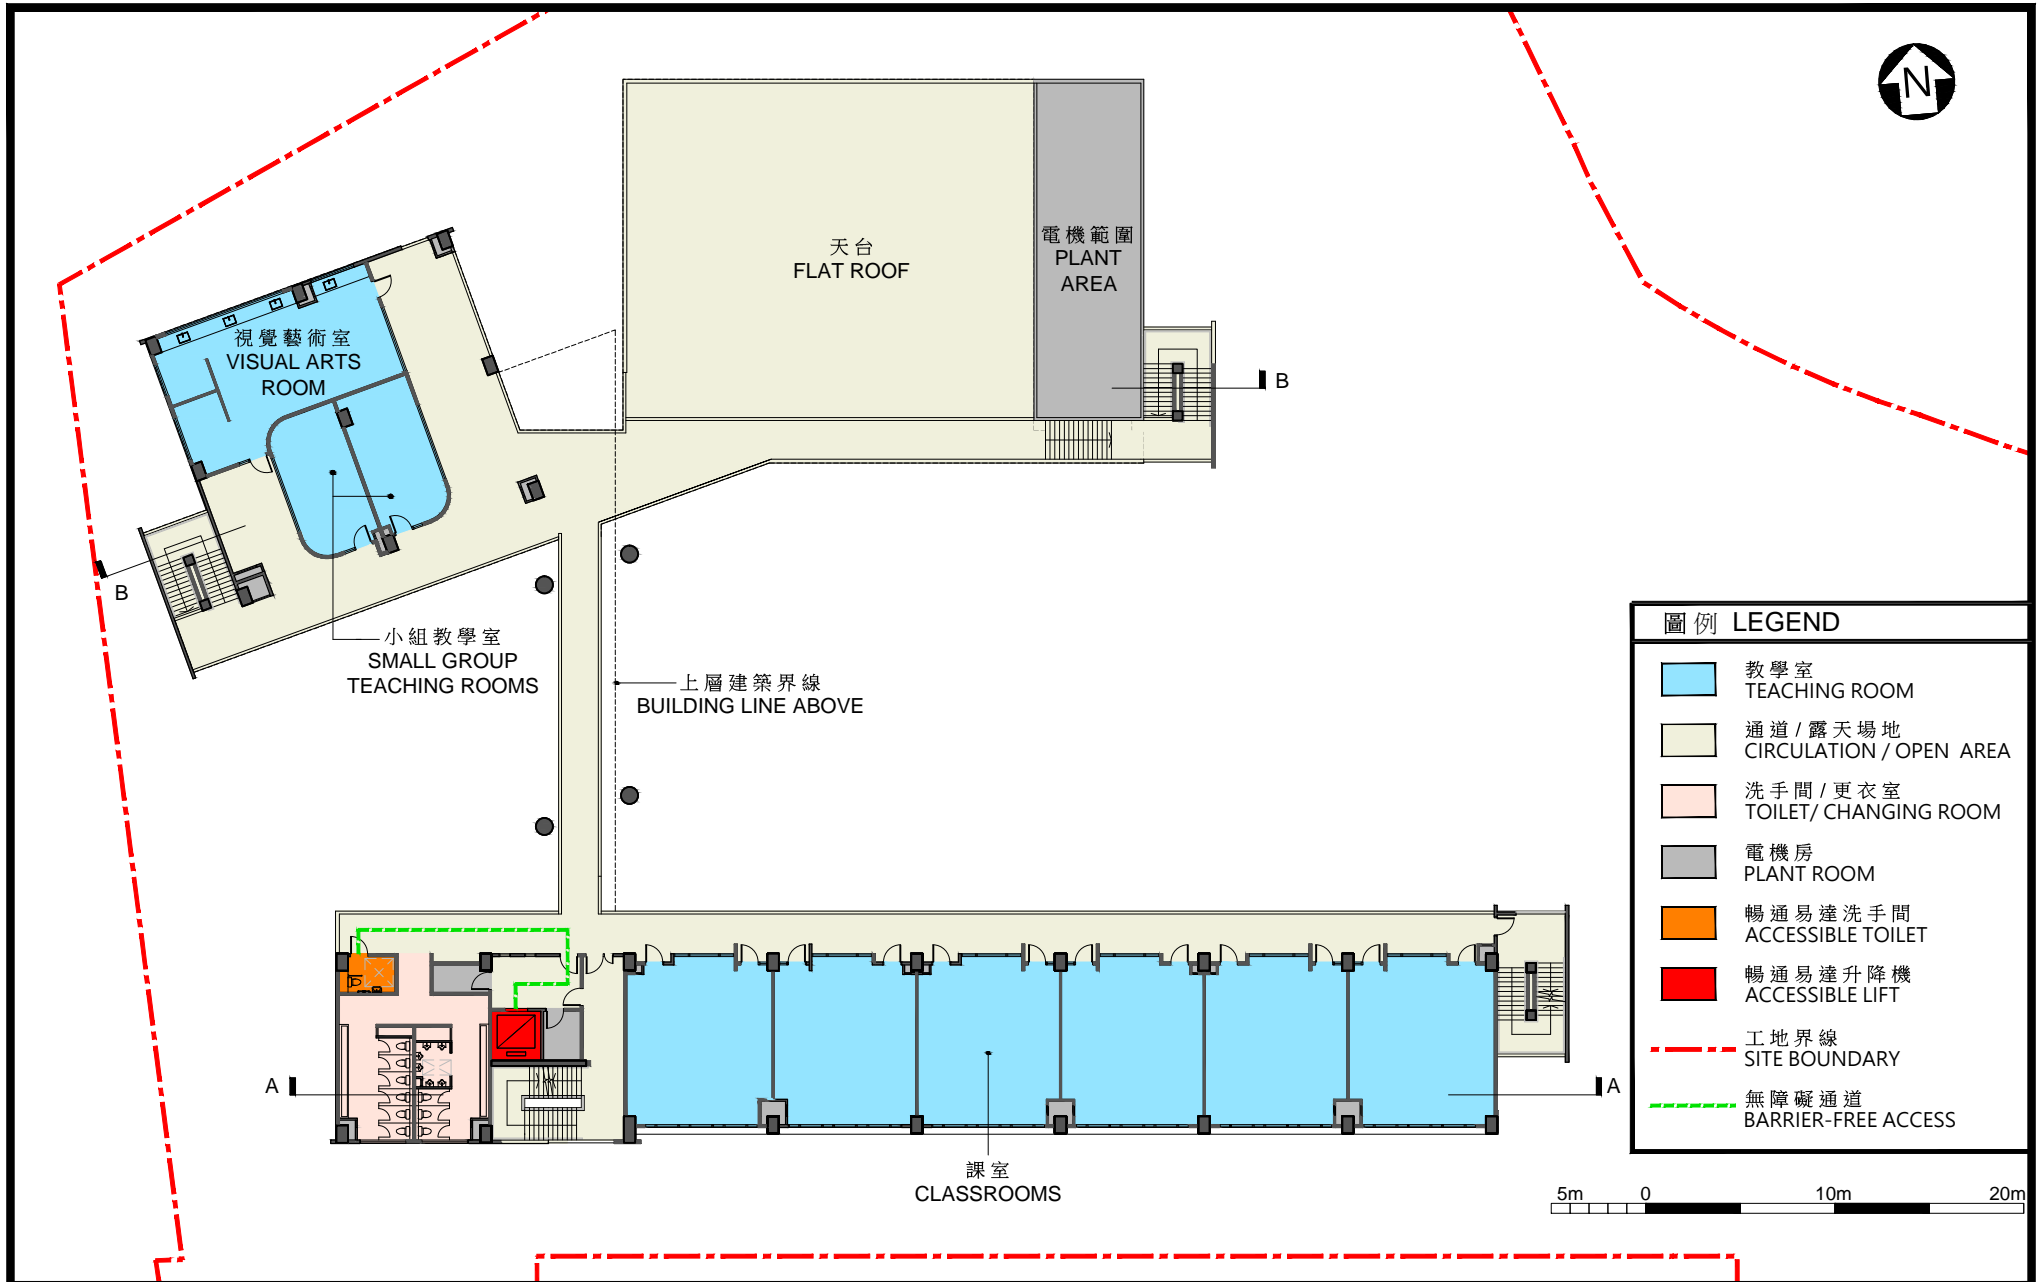 N
天台
FLAT ROOF
電機範圍
PLANT
AREA
視覺藝術室
VISUAL ARTS
ROOM
B
B
小組教學室
SMALL GROUP
TEACHING ROOMS
上層建築界線
BUILDING LINE ABOVE
圖例 LEGEND
教學室
TEACHING ROOM
通道 / 露天場地
CIRCULATION / OPEN AREA
洗手間 / 更衣室
TOILET/ CHANGING ROOM
電機房
PLANT ROOM
暢通易達洗手間
ACCESSIBLE TOILET
暢通易達升降機
ACCESSIBLE LIFT
工地界線
SITE BOUNDARY
無障礙通道
BARRIER-FREE ACCESS
A
A
課室
CLASSROOMS
5m 0 10m 20m